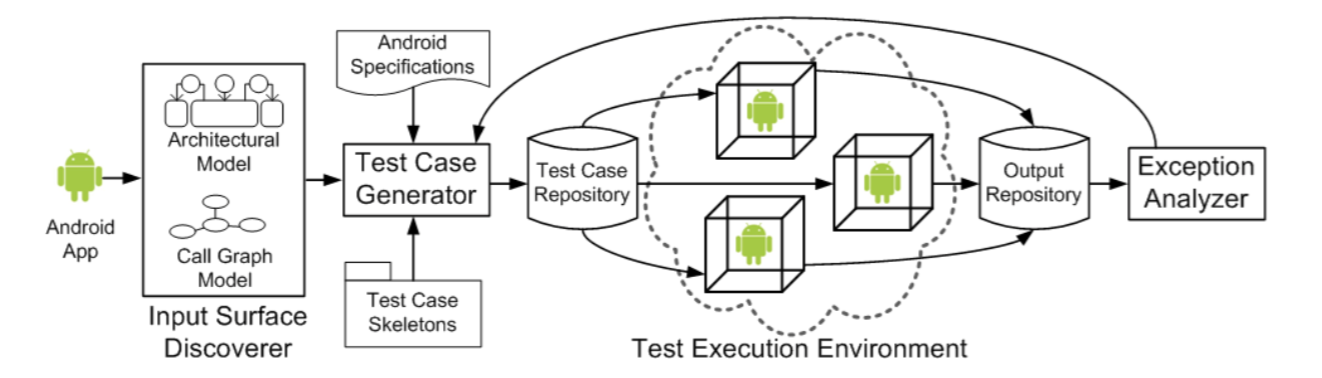 Android
App
Architectural
Model
Call Graph
Model
Input Surface
Discoverer
Android
Specifications
Test Case
Generator
Test Case
Skeletons
Test Case
Repository
Test Execution Environment
Output
Repository
Exception
Analyzer